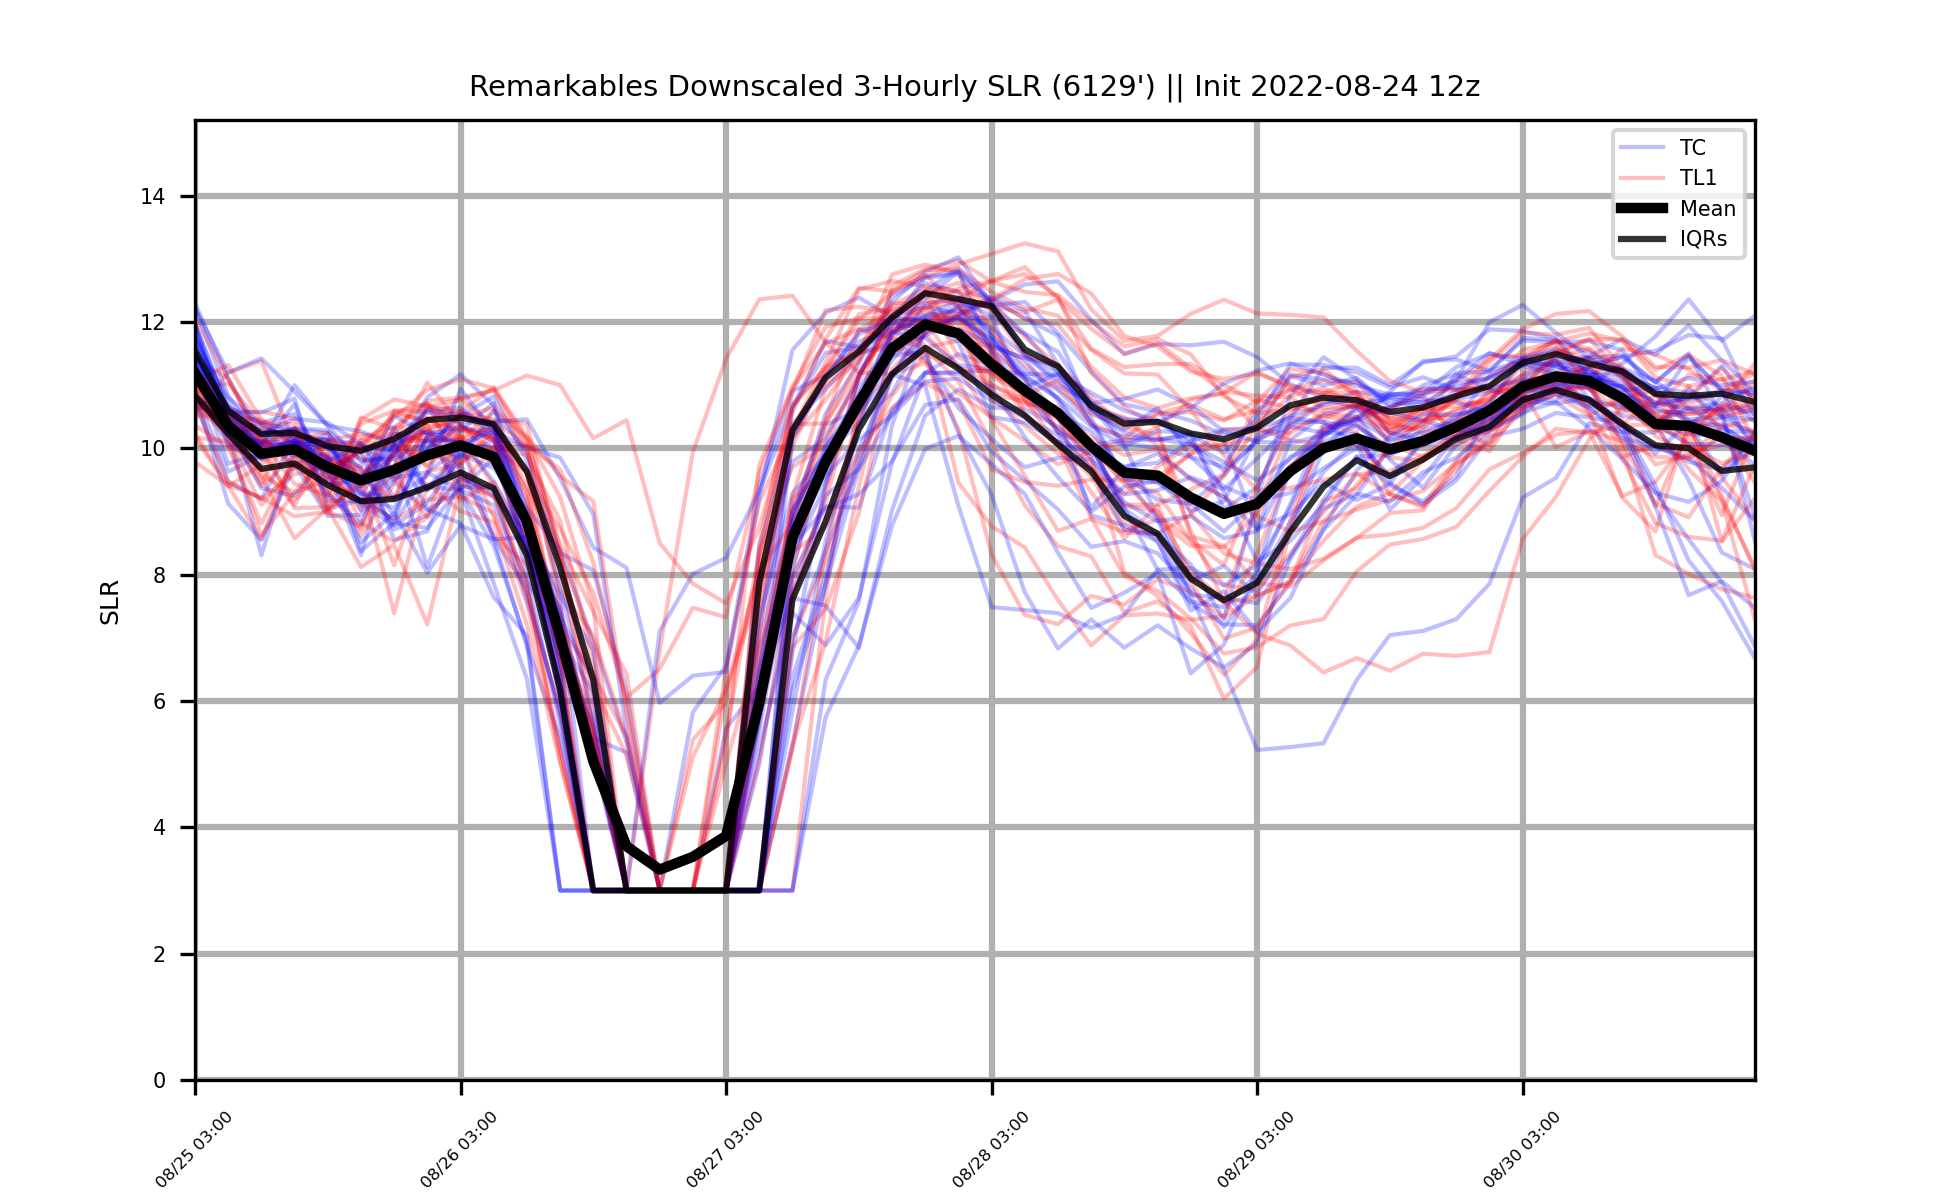 Remarkables Downscaled 3-Hourly SLR (6129') || Init 2022-08-24 12z
TC
TL1
Mean
IQRs
SLR
14
12
10
8
6
4
2
0
08/25 03:00
08/26 03:00
08/27 03:00
08/28 03:00
08/29 03:00
08/30 03:00